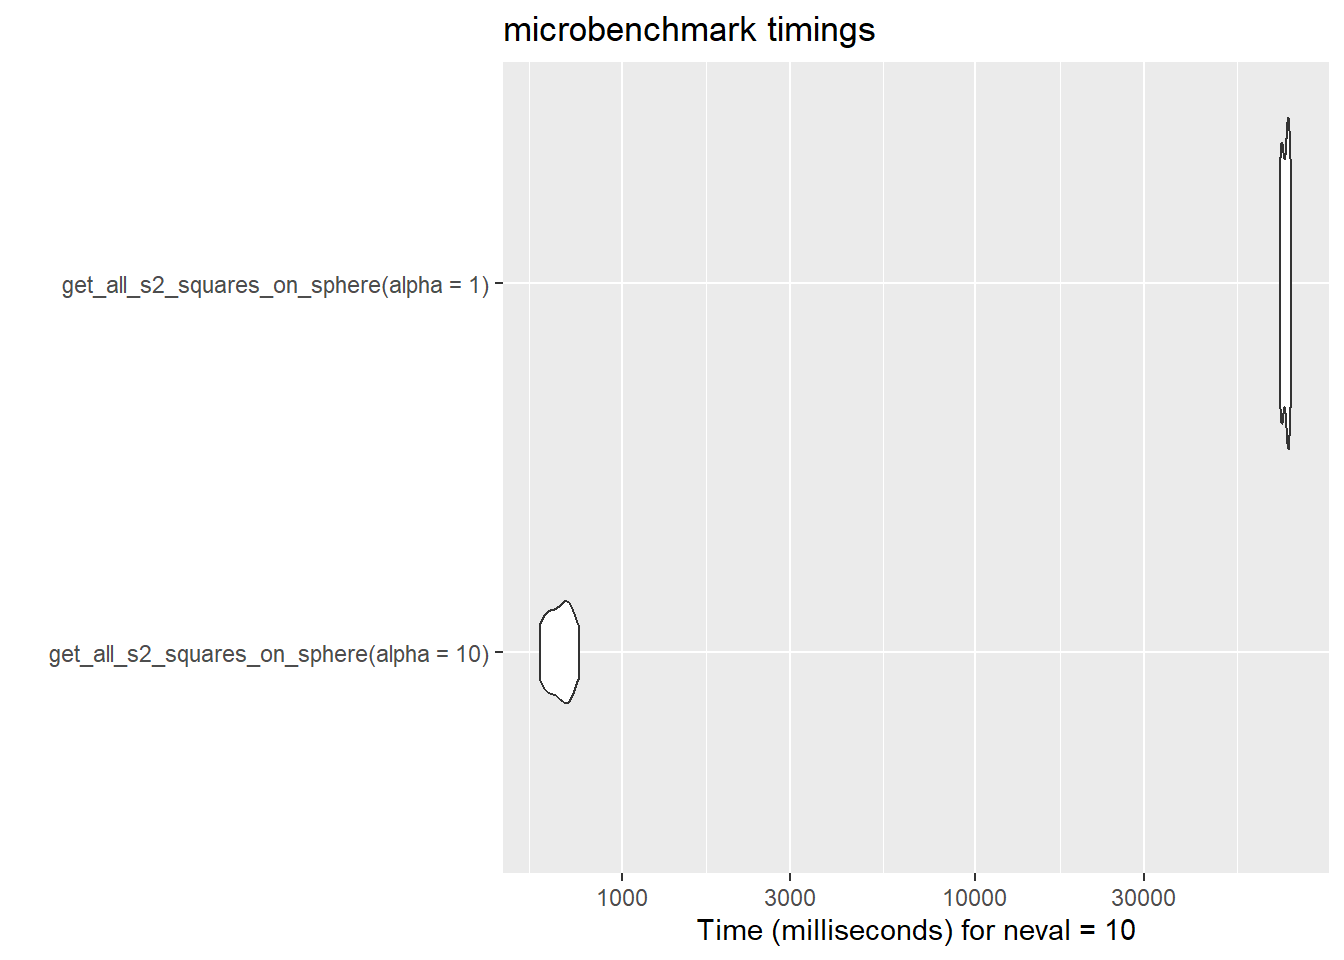 microbenchmark timings
get_all_s2_squares_on_sphere(alpha = 1)
get_all_s2_squares_on_sphere(alpha = 10)
1000 3000 10000 30000
Time (milliseconds) for neval = 10